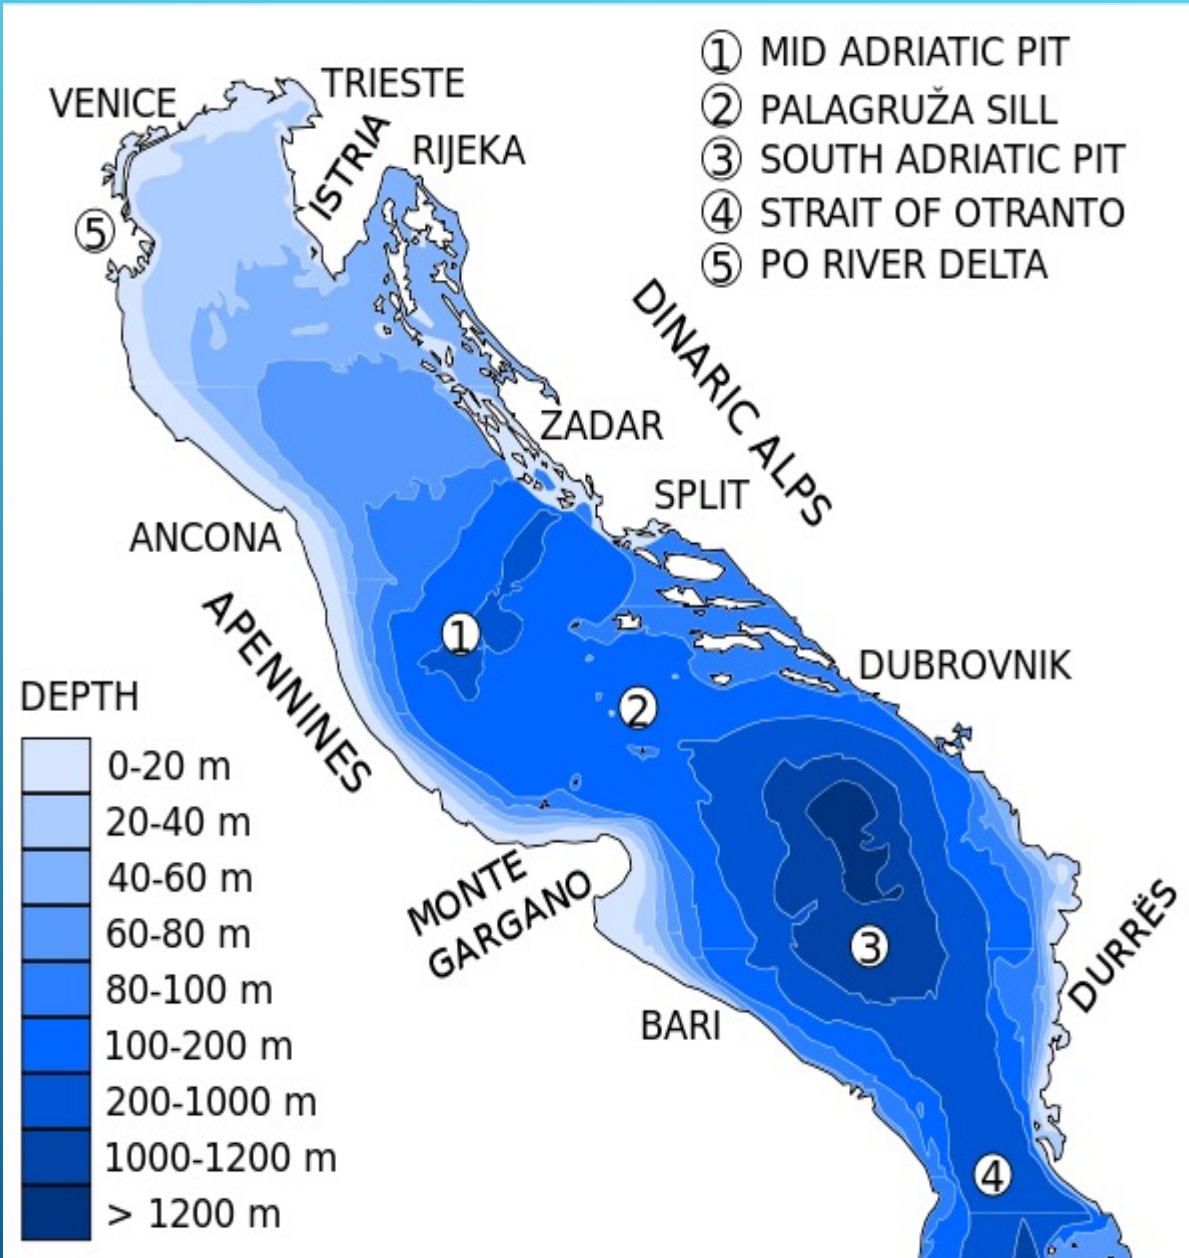 ① MID ADRIATIC PIT
② PALAGRUŽA SILL
③ SOUTH ADRIATIC PIT
④ STRAIT OF OTRANTO
⑤ PO RIVER DELTA
TRIESTE
VENICE
ISTRIA
RIJEKA
⑤
DINARIC ALPS
ZADAR
SPLIT
ANCONA
APENNINES
①
②
DUBROVNIK
MONTE
GARGANO
③
DURRËS
BARI
④
DEPTH
0-20 m
20-40 m
40-60 m
60-80 m
80-100 m
100-200 m
200-1000 m
1000-1200 m
> 1200 m